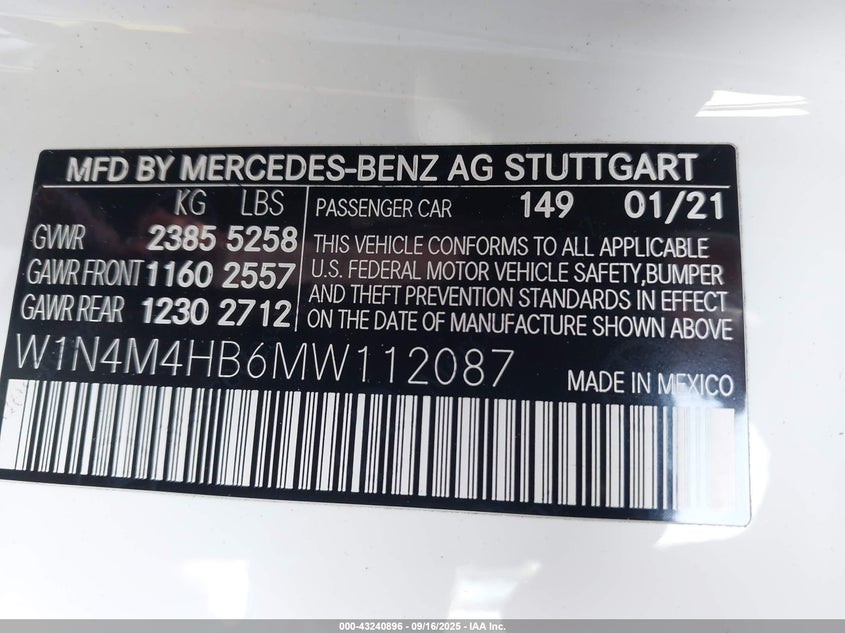 MFD BY MERCEDES-BENZ AG STUTTGART
KG LBS
GVWR 2385 5258
GAWR FRONT 1160 2557
GAWR REAR 1230 2712
PASSENGER CAR 149 01/21
THIS VEHICLE CONFORMS TO ALL APPLICABLE
U.S. FEDERAL MOTOR VEHICLE SAFETY,BUMPER
AND THEFT PREVENTION STANDARDS IN EFFECT
ON THE DATE OF MANUFACTURE SHOWN ABOVE
W1N4M4HB6MW112087
MADE IN MEXICO
000-43240896 - 09/16/2025 - IAA Inc.